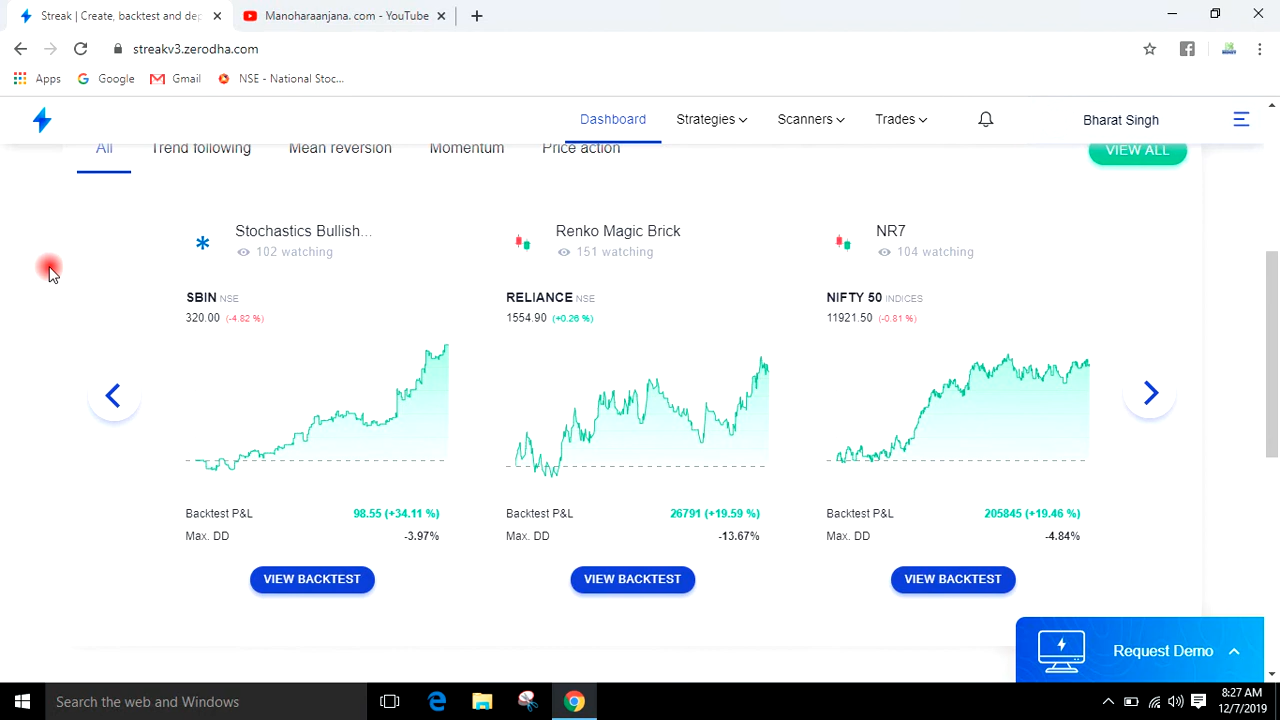 Streak | Create, backtest and dep
Manoharaanjana. com - YouTube
streakv3.zerodha.com
Apps
Google
Gmail
NSE - National Stoc...
Dashboard
Strategies
Scanners
Trades
Bharat Singh
All
Trend following
Mean reversion
Momentum
Price action
VIEW ALL
Stochastics Bullish...
102 watching
Renko Magic Brick
151 watching
NR7
104 watching
SBIN NSE
320.00 (-4.82 %)
RELIANCE NSE
1554.90 (+0.26 %)
NIFTY 50 INDICES
11921.50 (-0.81 %)
Backtest P&L 98.55 (+34.11 %)
Max. DD -3.97%
Backtest P&L 26791 (+19.59 %)
Max. DD -13.67%
Backtest P&L 205845 (+19.46 %)
Max. DD -4.84%
VIEW BACKTEST
VIEW BACKTEST
VIEW BACKTEST
Request Demo
Search the web and Windows
8:27 AM
12/7/2019